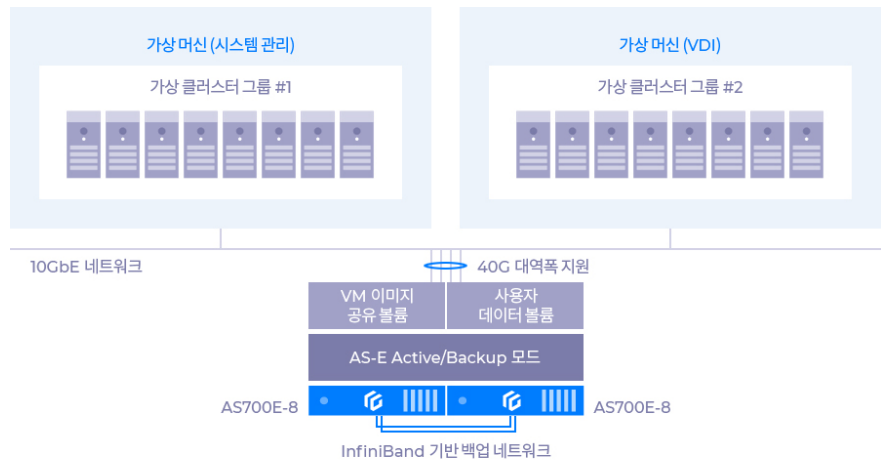 가상 머신 (시스템 관리)
가상 머신 (VDI)
가상 클러스터 그룹 #1
가상 클러스터 그룹 #2
10GbE 네트워크
40G 대역폭 지원
VM 이미지
공유 볼륨
사용자
데이터 볼륨
AS-E Active/Backup 모드
AS700E-8
AS700E-8
InfiniBand 기반 백업 네트워크